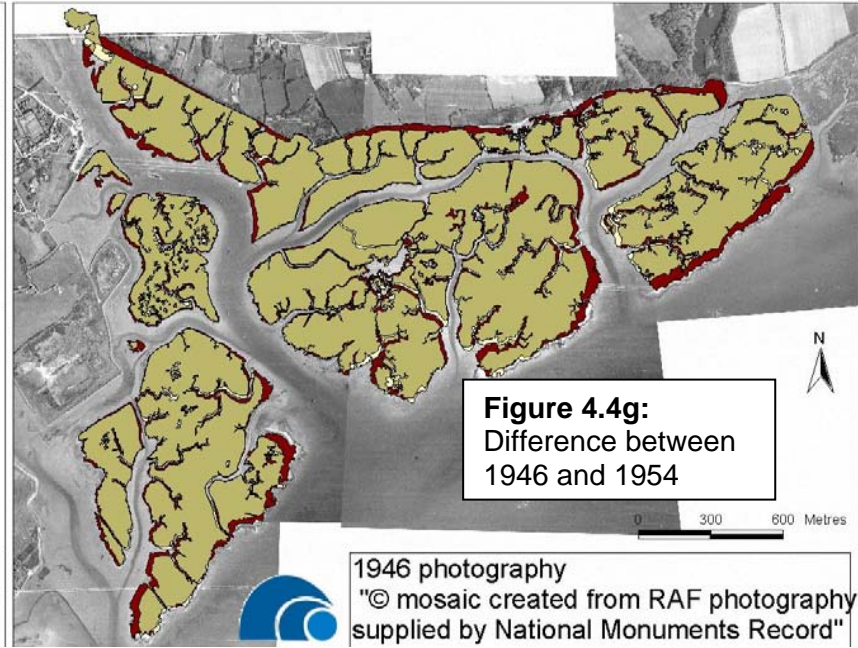 Figure 4.4g:
Difference between
1946 and 1954
N
0 300 600 Metres
1946 photography
"© mosaic created from RAF photography
supplied by National Monuments Record"